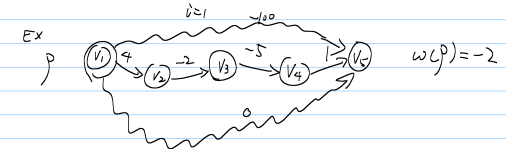 i=1 -100
Ex
ρ V1 4 V2 -2 V3 -5 V4 1 V5 w(ρ)=-2
0